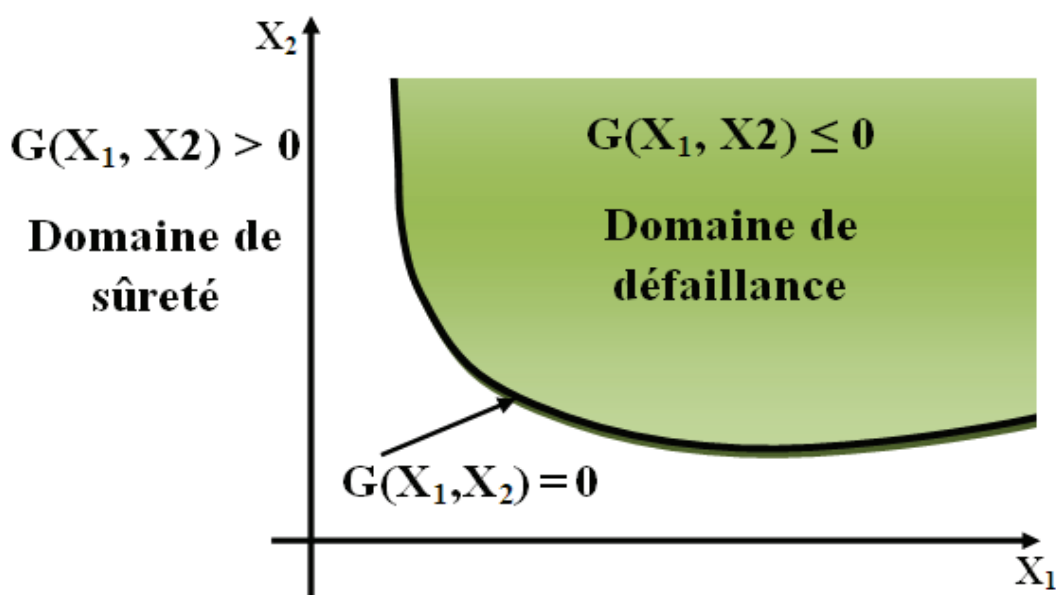 X₂
G(X₁, X2) > 0
Domaine de
sûreté
G(X₁, X2) ≤ 0
Domaine de
défaillance
G(X₁,X₂) = 0
X₁